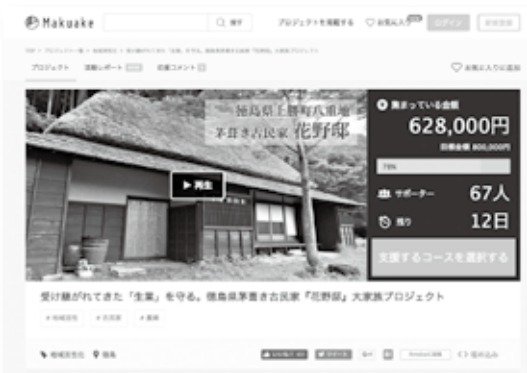 Makuake
探す
プロジェクトを掲載する
お気に入り
ログイン
新規登録
プロジェクト
活動レポート
応援コメント
お気に入りに追加
徳島県上勝町八重地
茅葺き古民家 花野邸
再生
集まっている金額
628,000円
目標金額 800,000円
78%
サポーター 67人
残り 12日
支援するコースを選択する
受け継がれてきた「生業」を守る。徳島県茅葺き古民家『花野邸』大家族プロジェクト
# 地域活性化 # 古民家
地域活性化 徳島
埋め込み